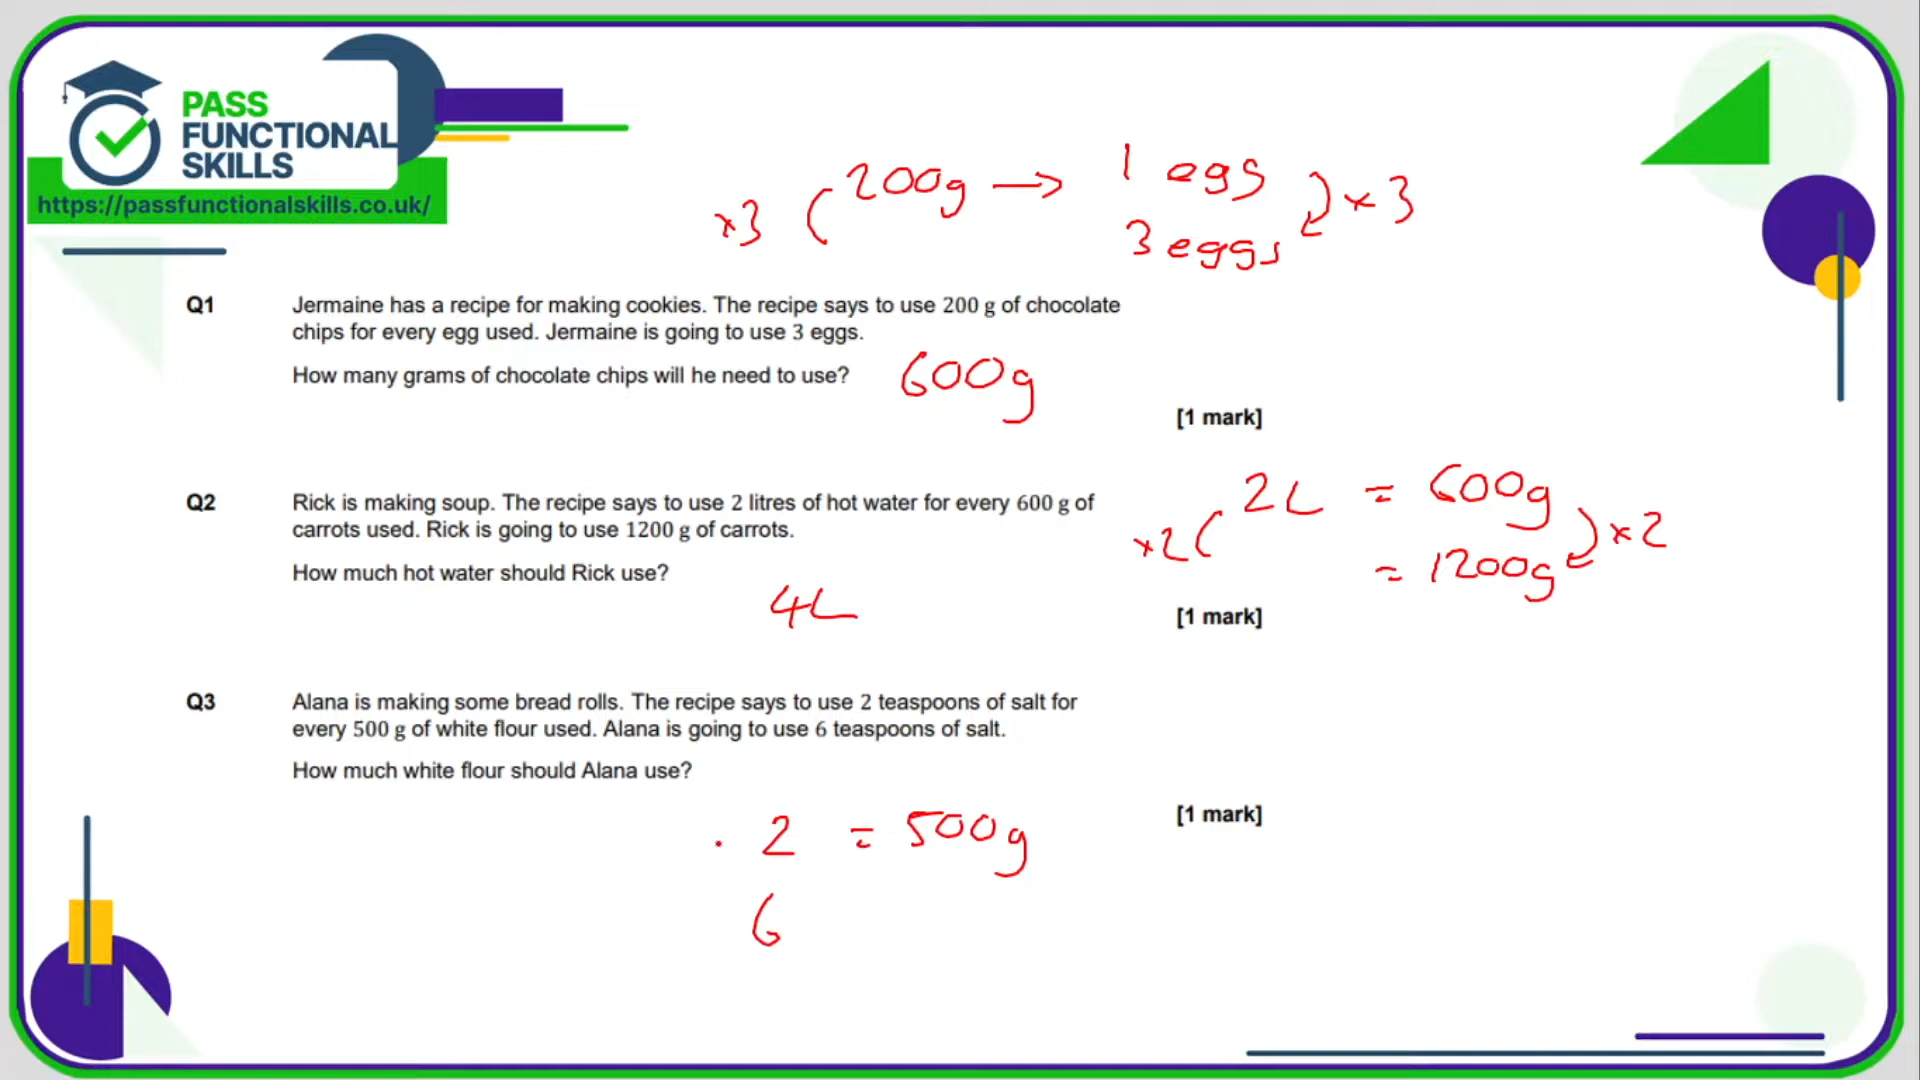 PASS
FUNCTIONAL
SKILLS
https://passfunctionalskills.co.uk/
200g → 1 egs
×3 3 eggs ×3
Q1 Jermaine has a recipe for making cookies. The recipe says to use 200 g of chocolate
chips for every egg used. Jermaine is going to use 3 eggs.
How many grams of chocolate chips will he need to use? 600g
[1 mark]
2L = 600g
Q2 Rick is making soup. The recipe says to use 2 litres of hot water for every 600 g of
carrots used. Rick is going to use 1200 g of carrots.
×2 = 1200g ×2
How much hot water should Rick use?
4L
[1 mark]
Q3 Alana is making some bread rolls. The recipe says to use 2 teaspoons of salt for
every 500 g of white flour used. Alana is going to use 6 teaspoons of salt.
How much white flour should Alana use?
[1 mark]
2 = 500g
6